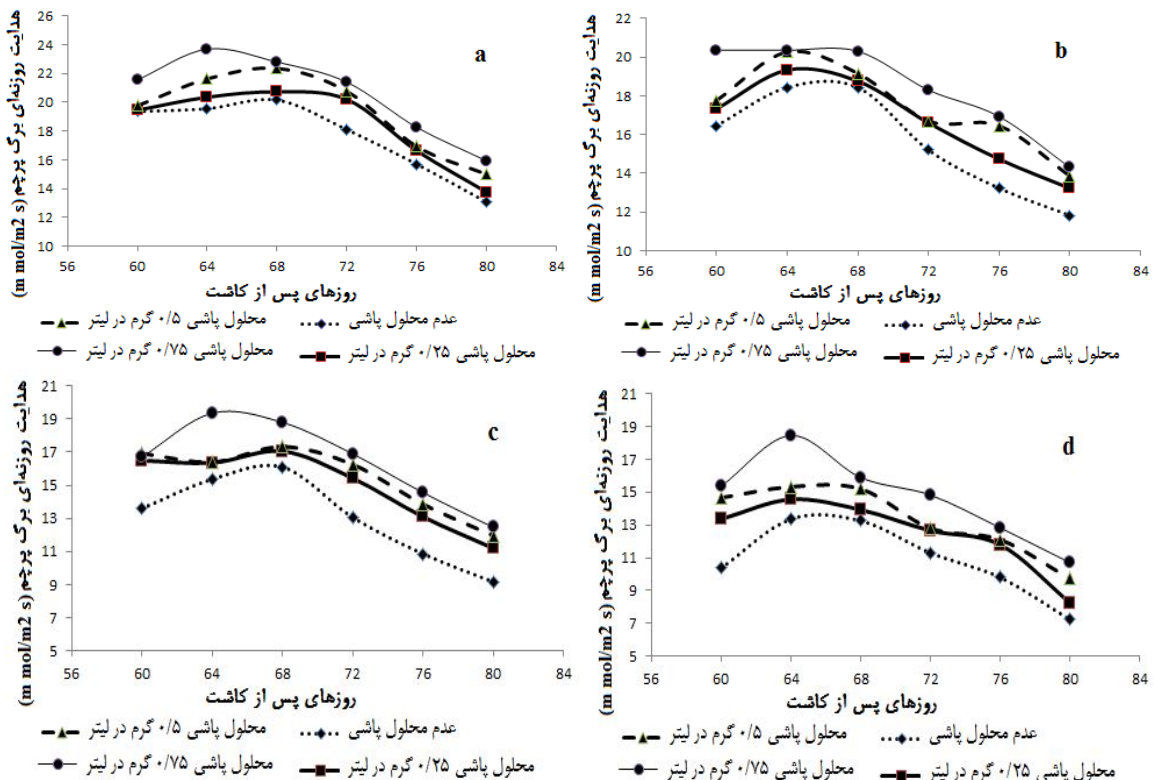 هدایت روزنه‌ای برگ پرچم (m mol/m2 s)
26
24
22
20
18
16
14
12
10
a
56 60 64 68 72 76 80 84
روزهای پس از کاشت
محلول پاشی ۰/۵ گرم در لیتر
عدم محلول پاشی
محلول پاشی ۰/۷۵ گرم در لیتر
محلول پاشی ۰/۲۵ گرم در لیتر
هدایت روزنه‌ای برگ پرچم (m mol/m2 s)
22
20
18
16
14
12
10
b
56 60 64 68 72 76 80 84
روزهای پس از کاشت
محلول پاشی ۰/۵ گرم در لیتر
عدم محلول پاشی
محلول پاشی ۰/۷۵ گرم در لیتر
محلول پاشی ۰/۲۵ گرم در لیتر
هدایت روزنه‌ای برگ پرچم (m mol/m2 s)
21
19
17
15
13
11
9
7
5
c
56 60 64 68 72 76 80 84
روزهای پس از کاشت
محلول پاشی ۰/۵ گرم در لیتر
عدم محلول پاشی
محلول پاشی ۰/۷۵ گرم در لیتر
محلول پاشی ۰/۲۵ گرم در لیتر
هدایت روزنه‌ای برگ پرچم (m mol/m2 s)
21
19
17
15
13
11
9
7
5
d
56 60 64 68 72 76 80 84
روزهای پس از کاشت
محلول پاشی ۰/۵ گرم در لیتر
عدم محلول پاشی
محلول پاشی ۰/۷۵ گرم در لیتر
محلول پاشی ۰/۲۵ گرم در لیتر